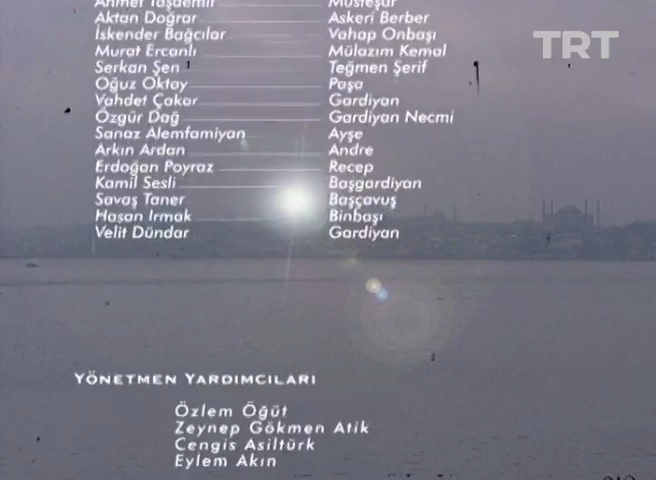 Ahmet Taşdemir Müsteşar
TRT
Aktan Doğrar Askeri Berber
İskender Bağcılar Vahap Onbaşı
Murat Ercanlı Mülazım Kemal
Serkan Şen Teğmen Şerif
Oğuz Oktay Paşa
Vahdet Çakar Gardiyan
Özgür Dağ Gardiyan Necmi
Sanaz Alemfamiyan Ayşe
Arkın Ardan Andre
Erdoğan Poyraz Recep
Kamil Sesli Başgardiyan
Savaş Taner Başçavuş
Hasan Irmak Binbaşı
Velit Dündar Gardiyan
YÖNETMEN YARDIMCILARI
Özlem Öğüt
Zeynep Gökmen Atik
Cengis Asiltürk
Eylem Akın